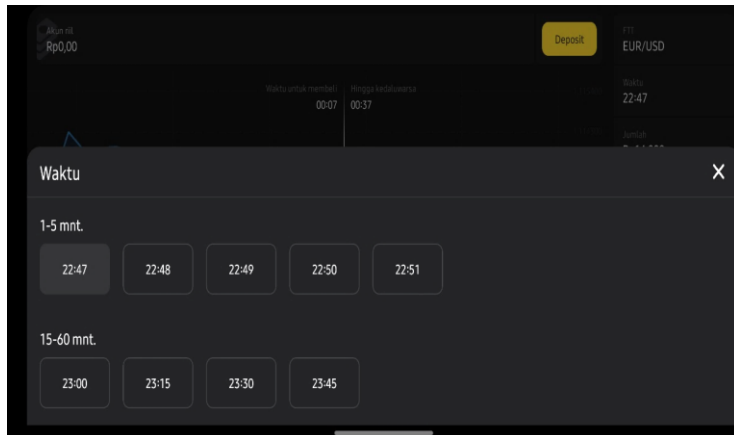 Akun riil
Rp0,00
Deposit
FTT
EUR/USD
Waktu untuk membeli
00:07
Hingga kedaluwarsa
00:37
Waktu
22:47
Jumlah
Waktu
X
1-5 mnt.
22:47 22:48 22:49 22:50 22:51
15-60 mnt.
23:00 23:15 23:30 23:45